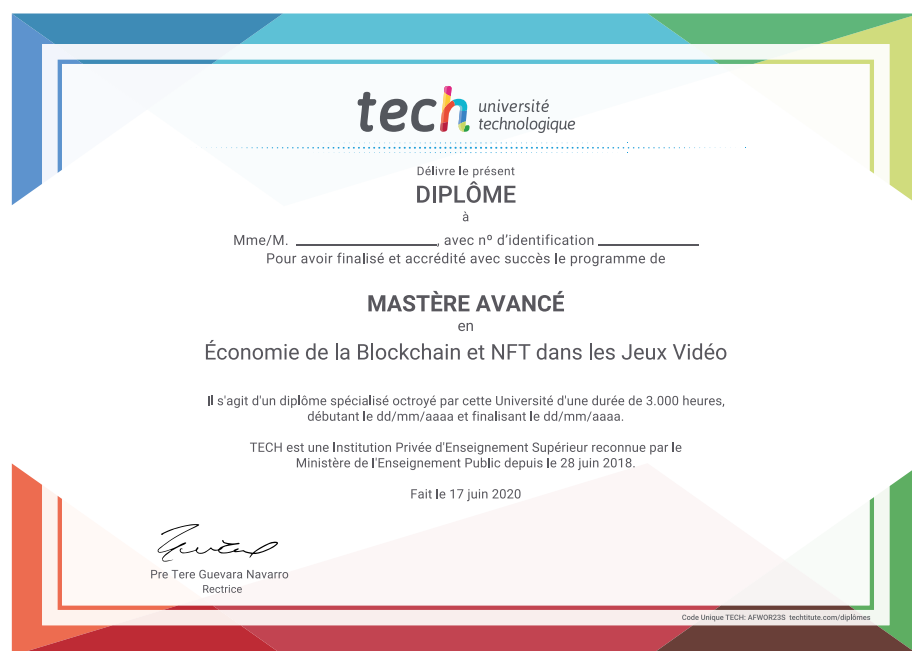 tech université
technologique
Délivre le présent
DIPLÔME
à
Mme/M. ____________________, avec nº d'identification ______________
Pour avoir finalisé et accrédité avec succès le programme de
MASTÈRE AVANCÉ
en
Économie de la Blockchain et NFT dans les Jeux Vidéo
Il s'agit d'un diplôme spécialisé octroyé par cette Université d'une durée de 3.000 heures,
débutant le dd/mm/aaaa et finalisant le dd/mm/aaaa.
TECH est une Institution Privée d'Enseignement Supérieur reconnue par le
Ministère de l'Enseignement Public depuis le 28 juin 2018.
Fait le 17 juin 2020
Pre Tere Guevara Navarro
Rectrice
Code Unique TECH: AFWOR23S techtitute.com/diplômes